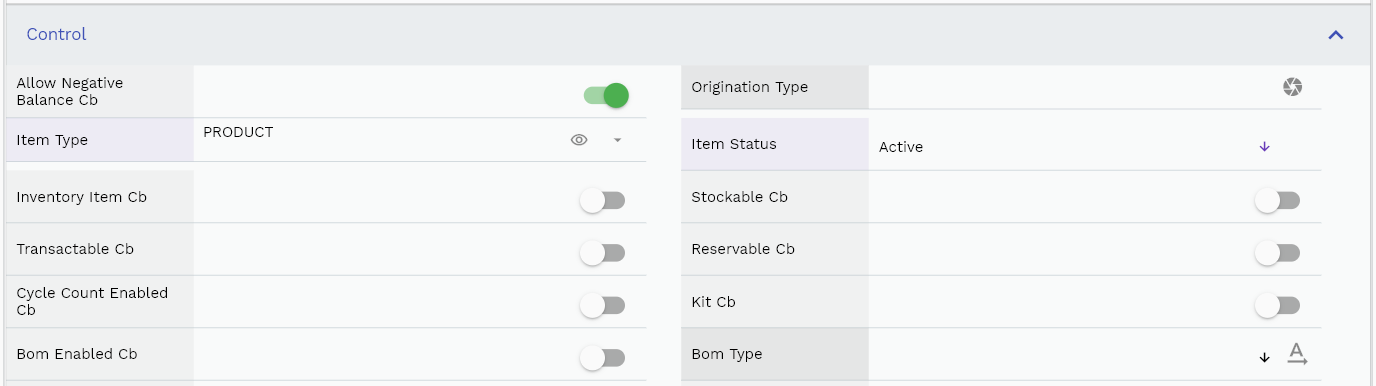 Control
Allow Negative
Balance Cb
Origination Type
Item Type
PRODUCT
Item Status
Active
Inventory Item Cb
Stockable Cb
Transactable Cb
Reservable Cb
Cycle Count Enabled
Cb
Kit Cb
Bom Enabled Cb
Bom Type
A